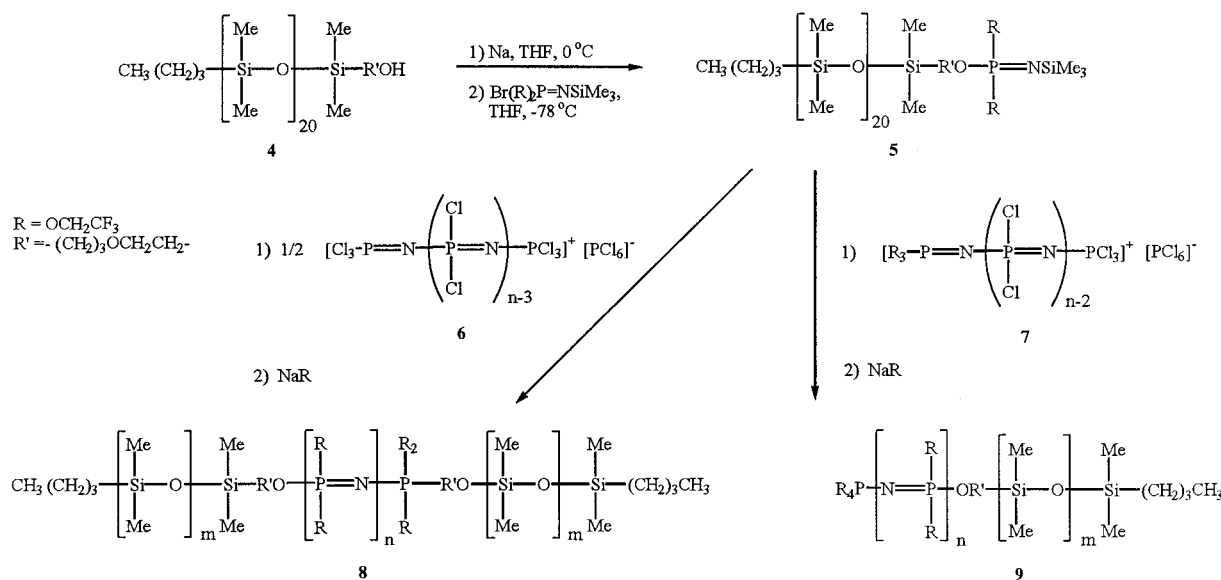 Me Me
CH3(CH2)3 Si O Si R'OH
Me Me
20
4
1) Na, THF, 0 °C
2) Br(R)2P=NSiMe3,
THF, -78 °C
Me Me R
CH3(CH2)3 Si O Si R'O P NSiMe3
Me Me R
20
5
R = OCH2CF3
R' =- (CH2)3OCH2CH2-
1) 1/2
Cl
[Cl3-P=N P=N PCl3]+ [PCl6]-
Cl
n-3
6
2) NaR
1)
Cl
[R3-P=N P=N PCl3]+ [PCl6]-
Cl
n-2
7
2) NaR
Me Me R R2 Me Me
CH3(CH2)3 Si O Si R'O P=N P R'O Si O Si (CH2)3CH3
Me Me R R Me Me
m n m
8
R Me Me
R4P N=P OR' Si O Si (CH2)3CH3
R Me Me
n m
9